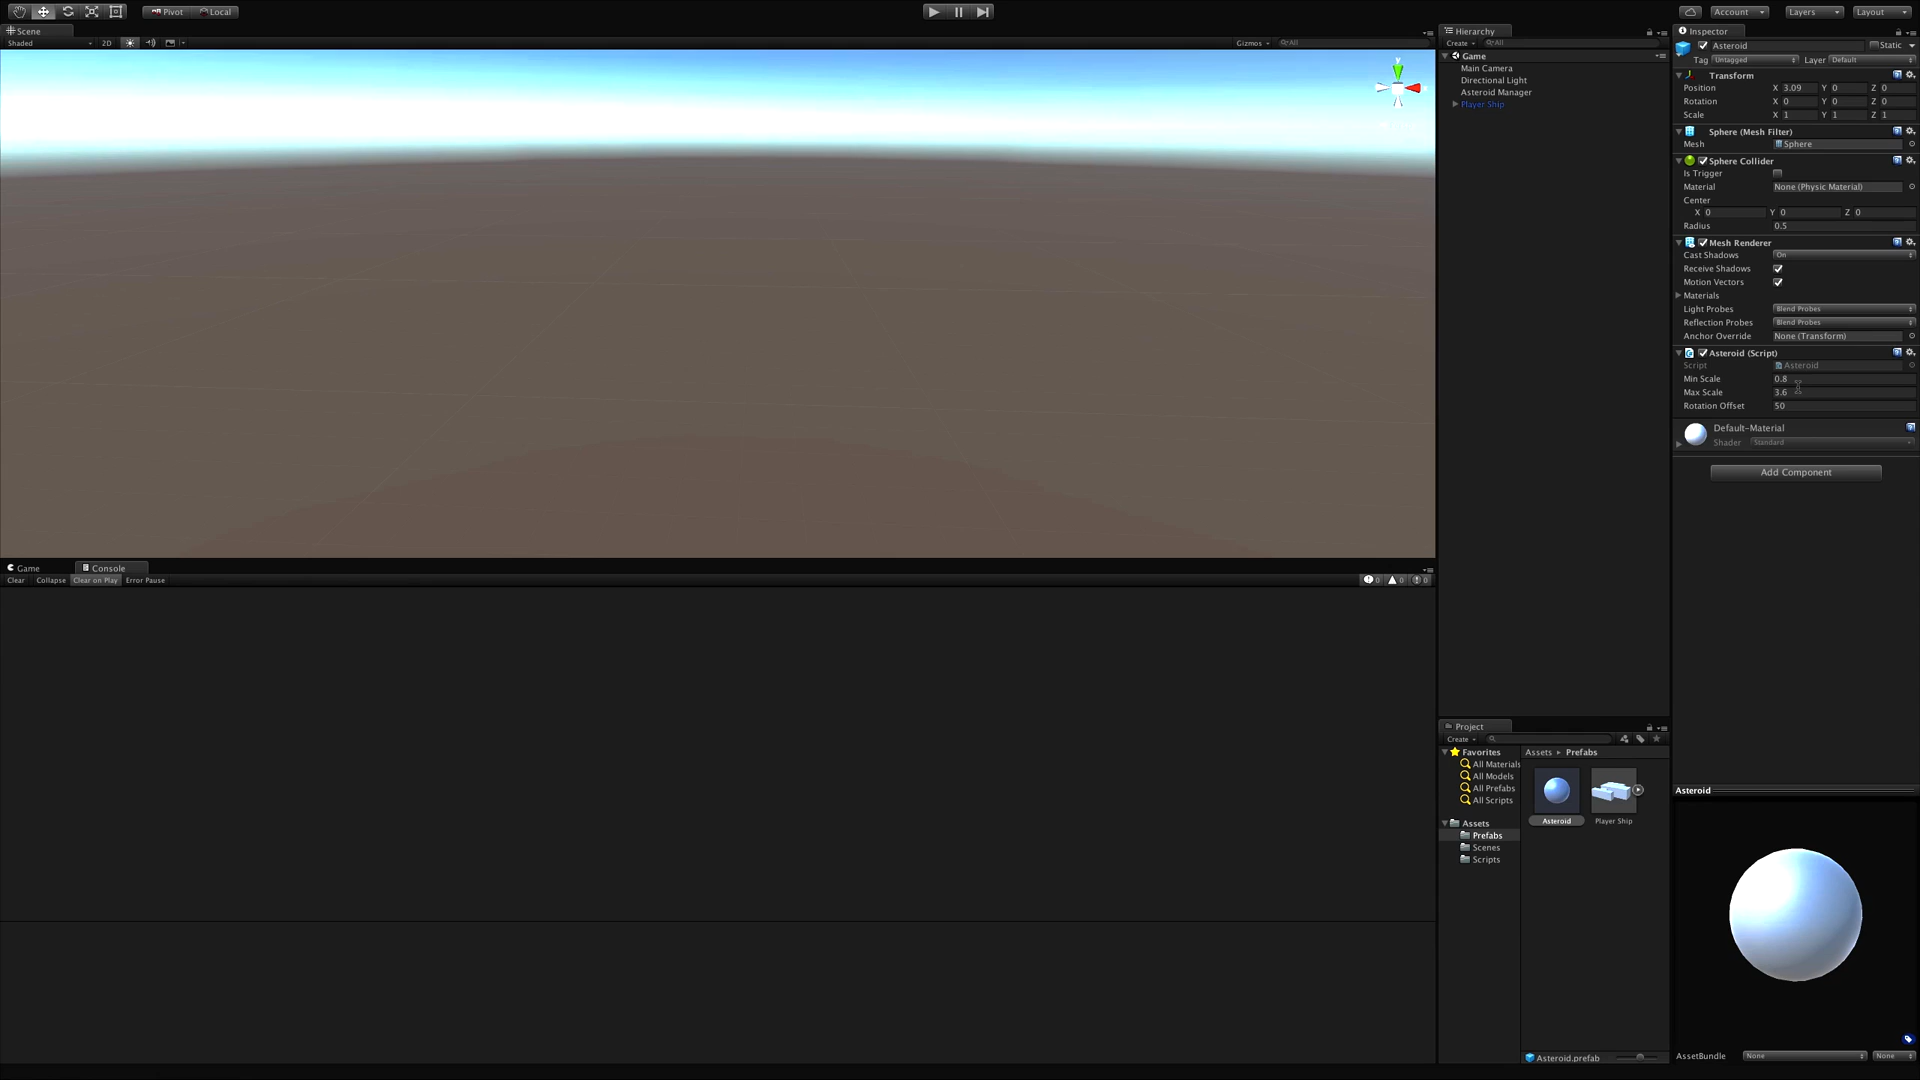 Pivot Local Account Layers Layout
Scene
Shaded 2D Gizmos All
y
Hierarchy
Create All
Game
Main Camera
Directional Light
Asteroid Manager
Player Ship
Inspector
Asteroid Static
Tag Untagged Layer Default
Transform
Position X 3.09 Y 0 Z 0
Rotation X 0 Y 0 Z 0
Scale X 1 Y 1 Z 1
Sphere (Mesh Filter)
Mesh Sphere
Sphere Collider
Is Trigger
Material None (Physic Material)
Center
X 0 Y 0 Z 0
Radius 0.5
Mesh Renderer
Cast Shadows On
Receive Shadows
Motion Vectors
Materials
Light Probes Blend Probes
Reflection Probes Blend Probes
Anchor Override None (Transform)
Asteroid (Script)
Script Asteroid
Min Scale 0.8
Max Scale 3.6
Rotation Offset 50
Default-Material
Shader Standard
Add Component
Game Console
Clear Collapse Clear on Play Error Pause 0 0 0
Project
Create
Favorites
All Materials
All Models
All Prefabs
All Scripts
Assets
Prefabs
Scenes
Scripts
Assets Prefabs
Asteroid Player Ship
Asteroid.prefab
Asteroid
AssetBundle None None